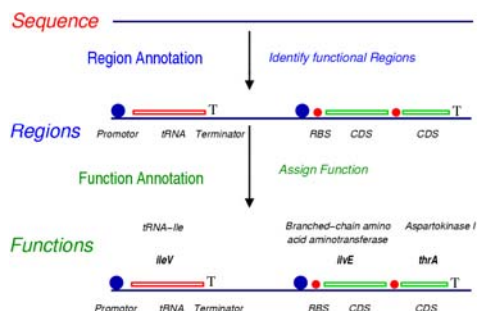 Sequence
Region Annotation
Identify functional Regions
T
T
Regions
Promotor
tRNA
Terminator
RBS
CDS
CDS
Function Annotation
Assign Function
tRNA-Ile
Branched-chain amino
acid aminotransferase
Aspartokinase I
Functions
ileV
ilvE
thrA
T
T
Promotor
tRNA
Terminator
RBS
CDS
CDS